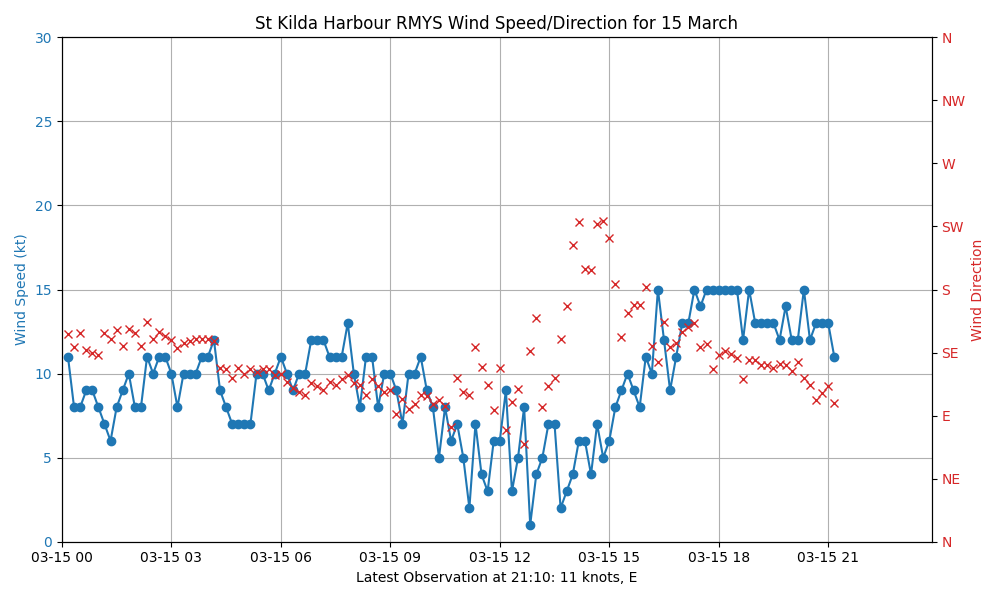 St Kilda Harbour RMYS Wind Speed/Direction for 15 March
Wind Speed (kt)
30
25
20
15
10
5
0
N
NW
W
SW
S
SE
E
NE
N
Wind Direction
03-15 00 03-15 03 03-15 06 03-15 09 03-15 12 03-15 15 03-15 18 03-15 21
Latest Observation at 21:10: 11 knots, E